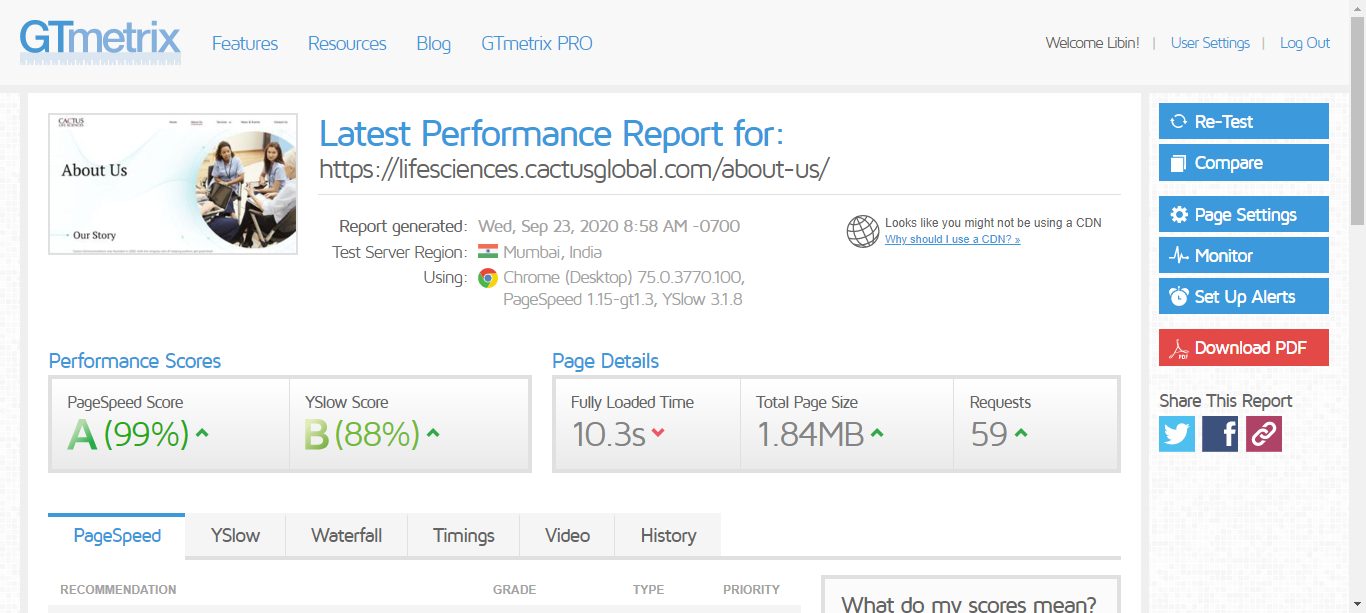 GTmetrix
Features Resources Blog GTmetrix PRO
Welcome Libin! | User Settings | Log Out
CACTUS
LIFE SCIENCES
About Us
Our Story
Latest Performance Report for:
https://lifesciences.cactusglobal.com/about-us/
Report generated: Wed, Sep 23, 2020 8:58 AM -0700
Test Server Region: Mumbai, India
Using: Chrome (Desktop) 75.0.3770.100,
PageSpeed 1.15-gt1.3, YSlow 3.1.8
Looks like you might not be using a CDN
Why should I use a CDN? »
Re-Test
Compare
Page Settings
Monitor
Set Up Alerts
Download PDF
Share This Report
Performance Scores
PageSpeed Score YSlow Score
A (99%) B (88%)
Page Details
Fully Loaded Time Total Page Size Requests
10.3s 1.84MB 59
PageSpeed YSlow Waterfall Timings Video History
RECOMMENDATION GRADE TYPE PRIORITY
What do my scores mean?